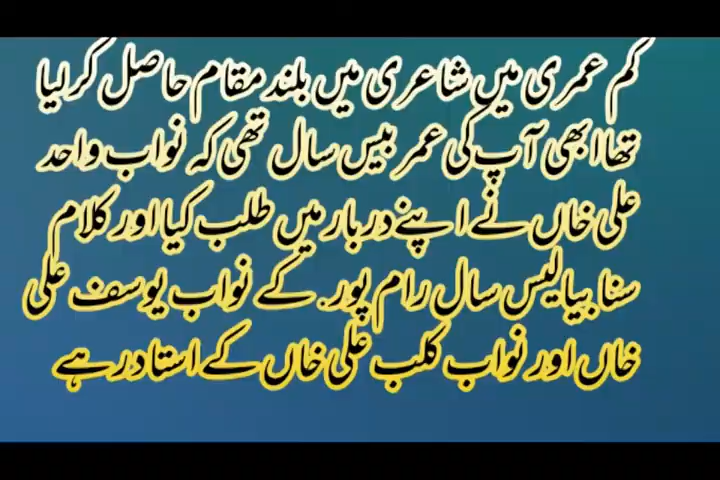 کم عمری میں شاعری میں بلند مقام حاصل کر لیا
تھا ابھی آپ کی عمر بیس سال تھی کہ نواب واحد
علی خاں نے اپنے دربار میں طلب کیا اور کلام
سنا بیالیس سال رام پور۔ کے نواب یوسف علی
خاں اور نواب کلب علی خاں کے استاد رہے